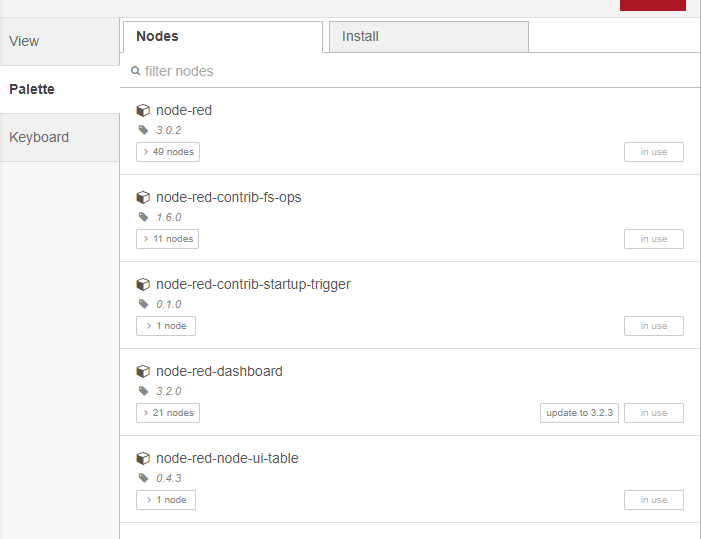 View
Palette
Keyboard
Nodes
Install
filter nodes
node-red
3.0.2
> 49 nodes
in use
node-red-contrib-fs-ops
1.6.0
> 11 nodes
in use
node-red-contrib-startup-trigger
0.1.0
> 1 node
in use
node-red-dashboard
3.2.0
> 21 nodes
update to 3.2.3
in use
node-red-node-ui-table
0.4.3
> 1 node
in use